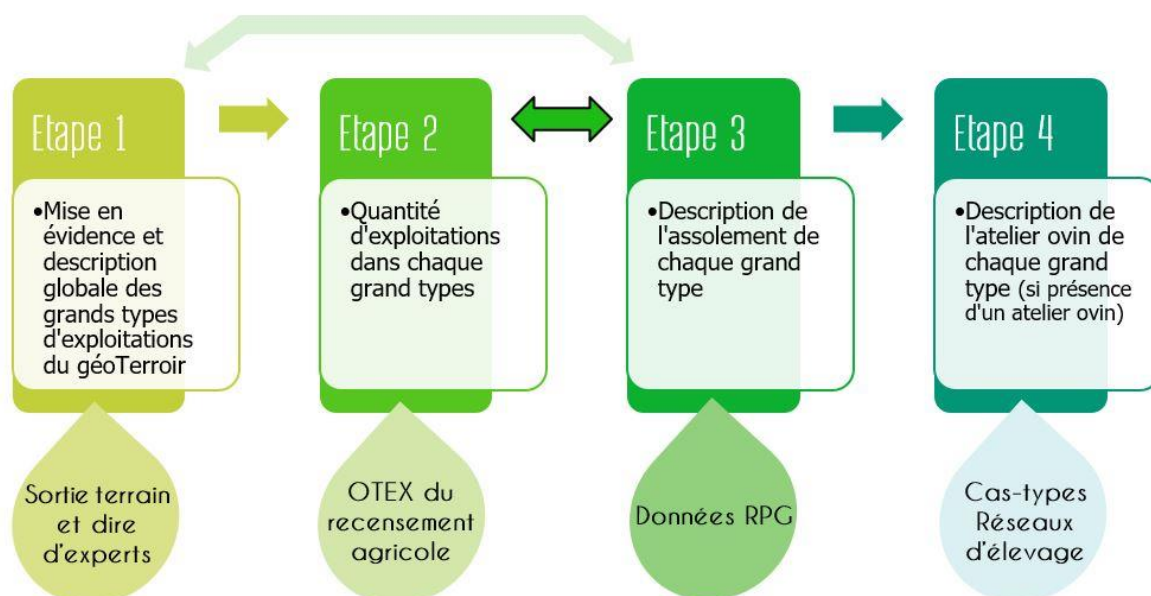 Etape 1
•Mise en
évidence et
description
globale des
grands types
d'exploitations
du géoTerroir
Sortie terrain
et dire
d'experts
Etape 2
•Quantité
d'exploitations
dans chaque
grand types
OTEX du
recensement
agricole
Etape 3
•Description de
l'assolement de
chaque grand
type
Données RPG
Etape 4
•Description de
l'atelier ovin de
chaque grand
type (si présence
d'un atelier ovin)
Cas-types
Réseaux
d'élevage